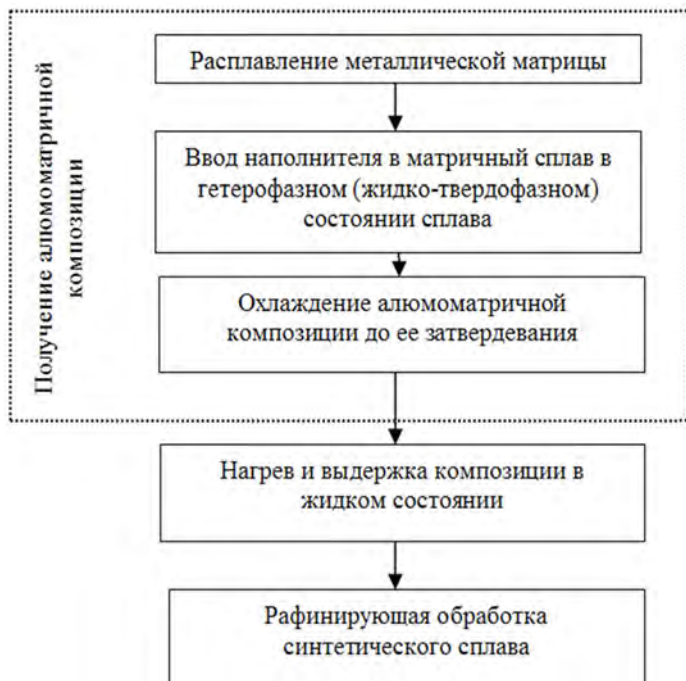 Получение алюмоматричной
композиции
Расплавление металлической матрицы
Ввод наполнителя в матричный сплав в
гетерофазном (жидко-твердофазном)
состоянии сплава
Охлаждение алюмоматричной
композиции до ее затвердевания
Нагрев и выдержка композиции в
жидком состоянии
Рафинирующая обработка
синтетического сплава